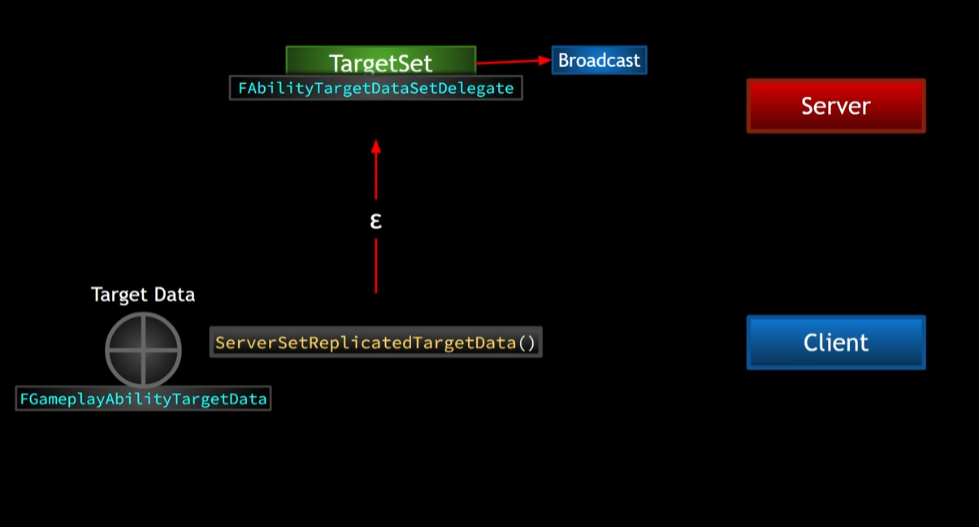 TargetSet
Broadcast
FAbilityTargetDataSetDelegate
Server
ε
Target Data
ServerSetReplicatedTargetData()
Client
FGameplayAbilityTargetData